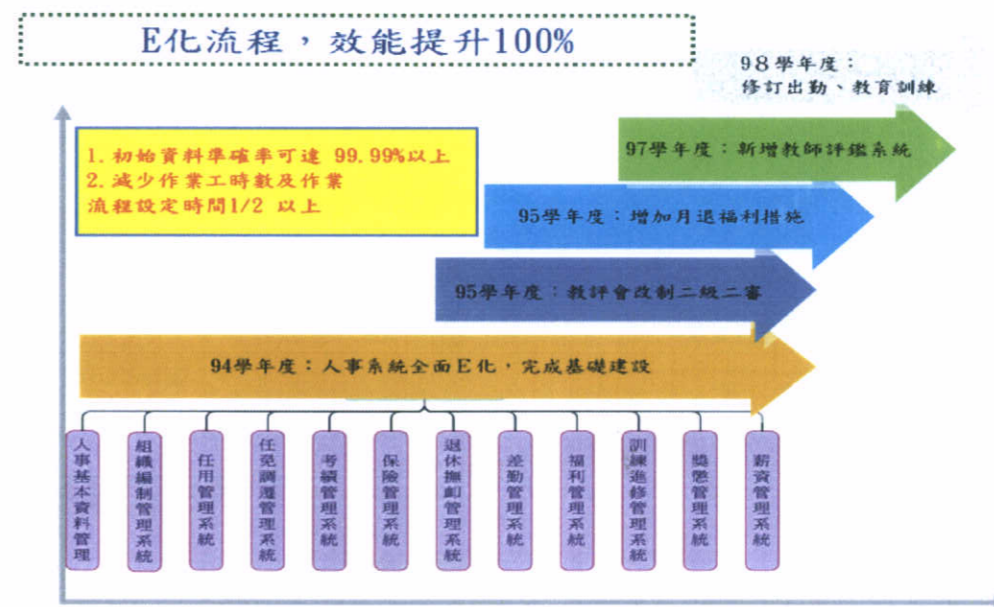 E化流程，效能提升100%
98學年度：
修訂出勤、教育訓練
1.初始資料準確率可達 99.99%以上
2.減少作業工時數及作業
流程設定時間1/2 以上
97學年度：新增教師評鑑系統
95學年度：增加月退福利措施
95學年度：教評會改制二級二審
94學年度：人事系統全面E化，完成基礎建設
人事基本資料管理
組織編制管理系統
任用管理系統
任免調遷管理系統
考績管理系統
保險管理系統
退休撫卹管理系統
差勤管理系統
福利管理系統
訓練進修管理系統
獎懲管理系統
薪資管理系統